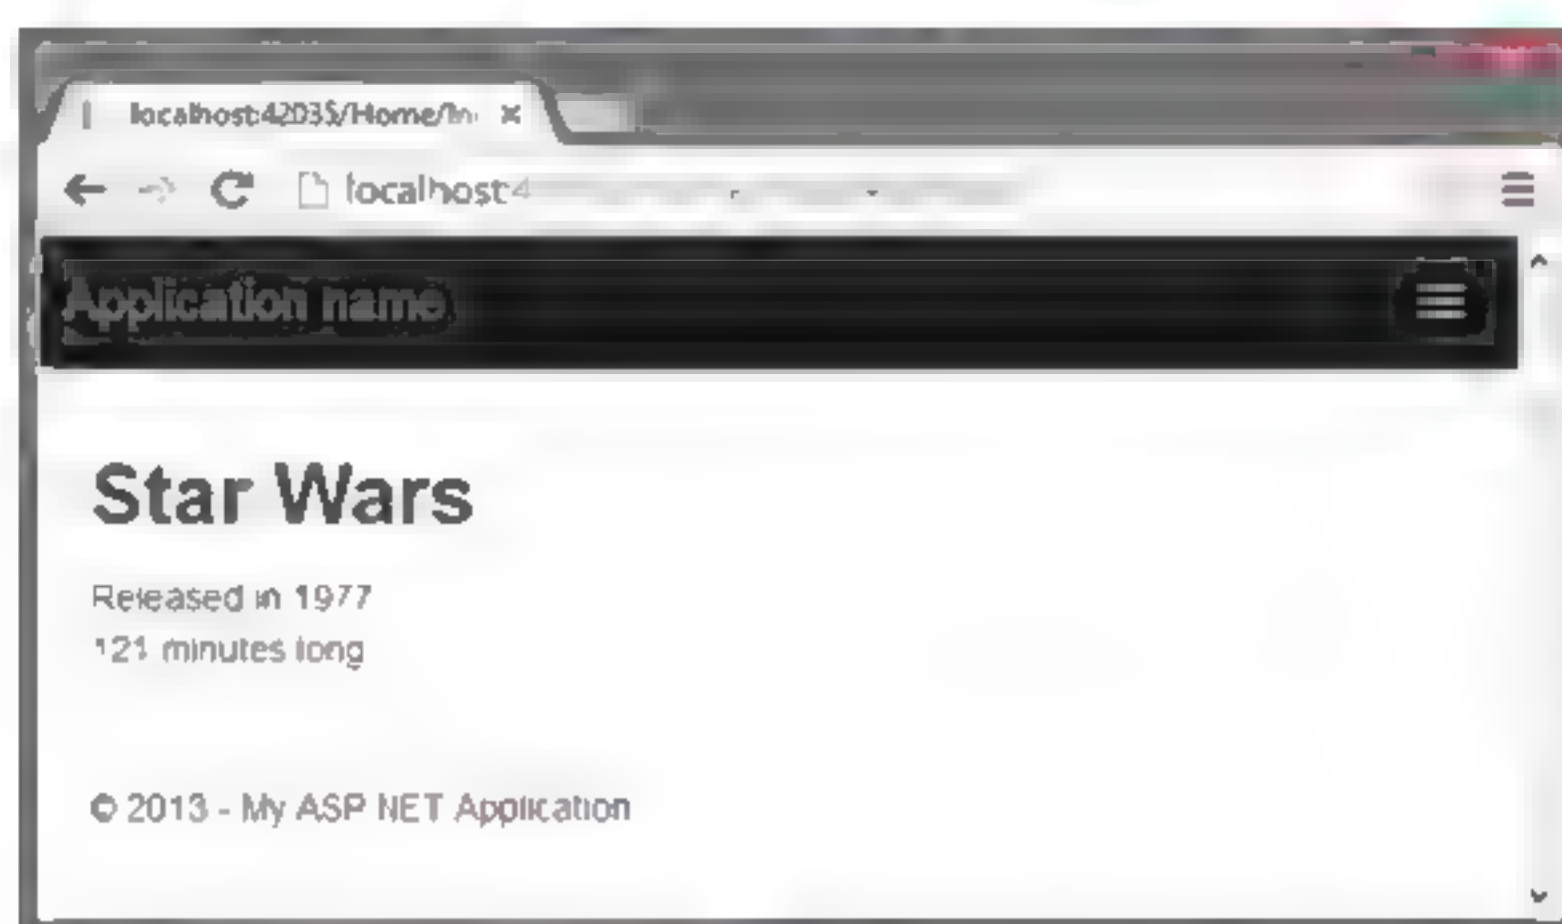 localhost:42035/Home/In
localhost:4
Application name
Star Wars
Released in 1977
121 minutes long
© 2013 - My ASP NET Application